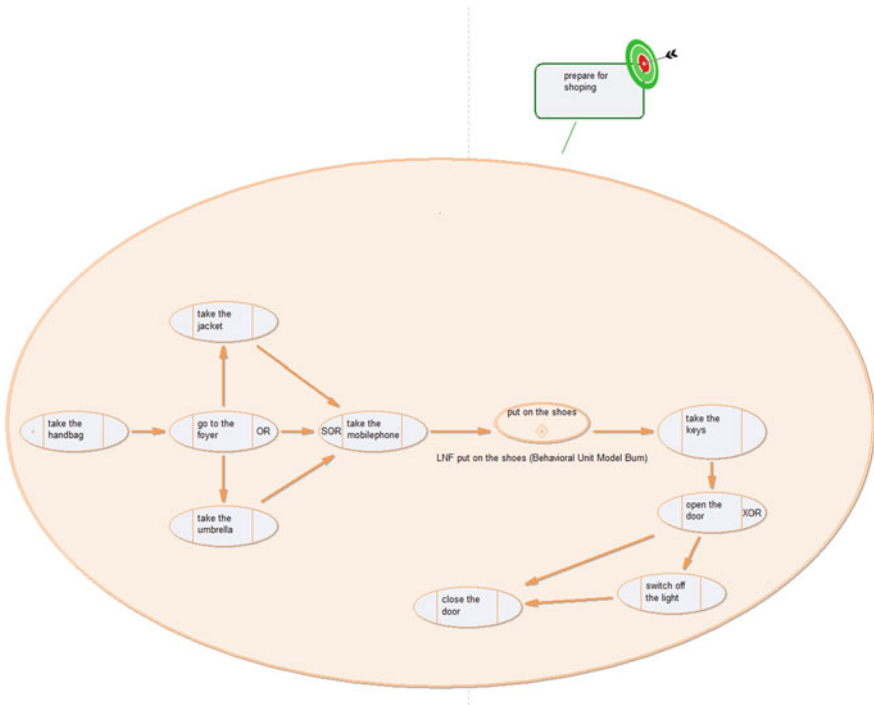 prepare for
shoping
take the
jacket
take the
handbag
go to the
foyer
OR
SOR
take the
mobilephone
put on the shoes
LNF put on the shoes (Behavioral Unit Model Bum)
take the
keys
take the
umbrella
open the
door
XOR
switch off
the light
close the
door